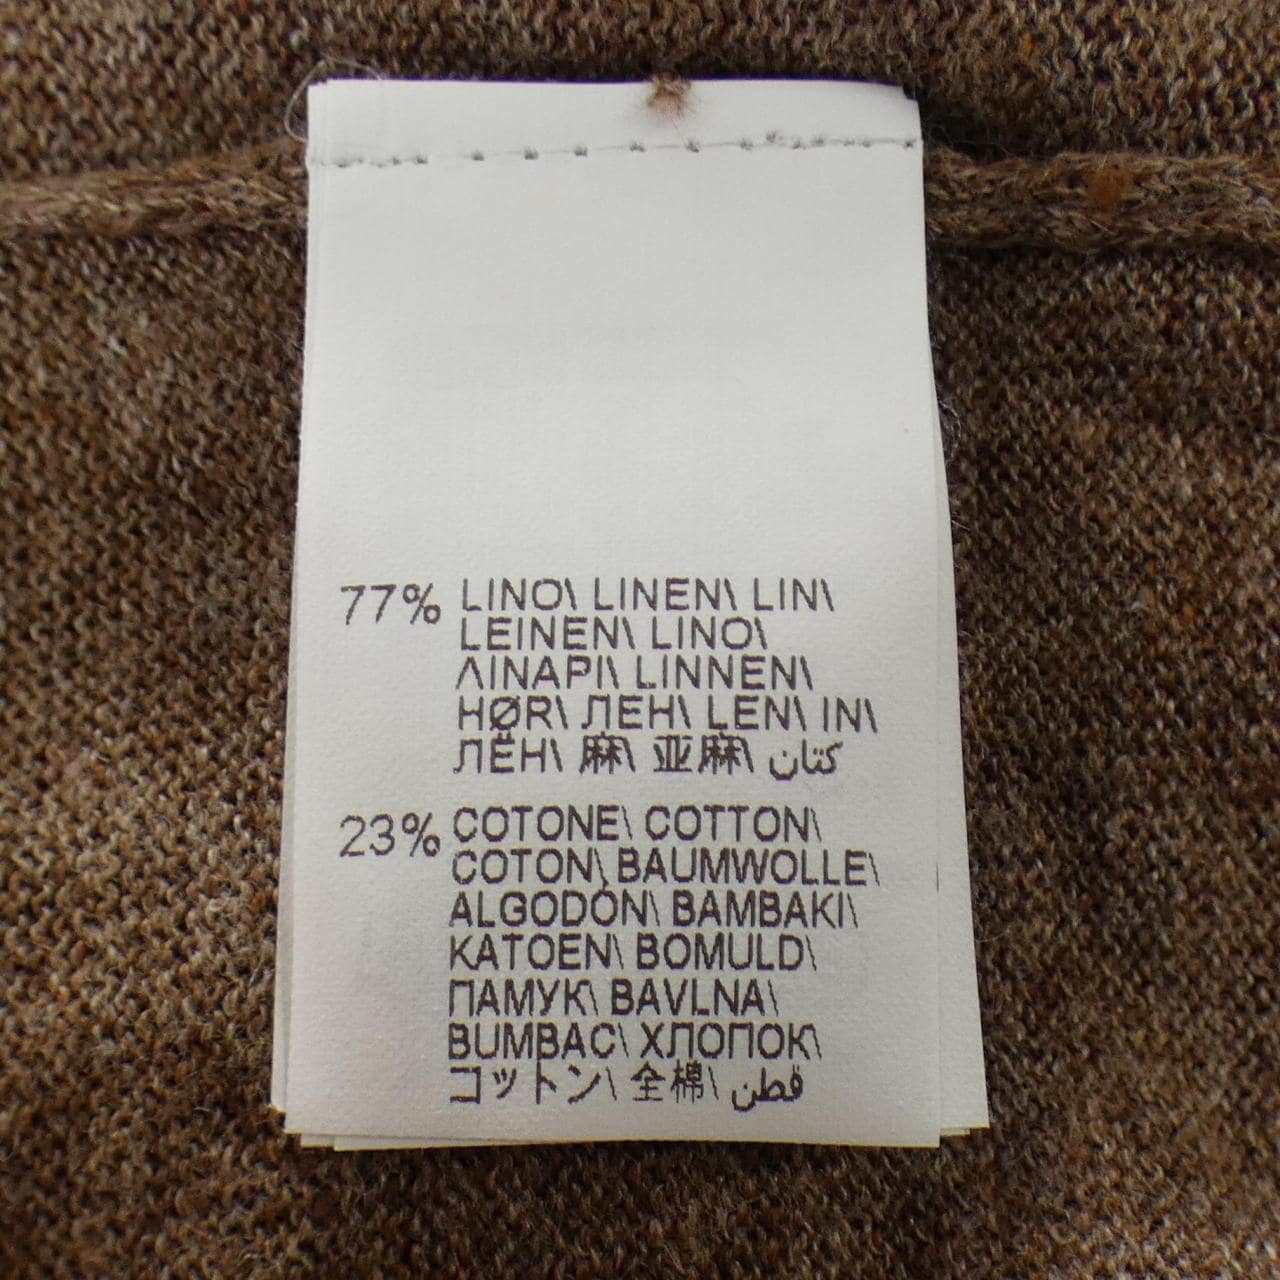 77% LINO\ LINEN\ LIN\
LEINEN\ LINO\
ΛΙΝΑΡΙ\ LINNEN\
HØR\ ЛЕН\ LEN\ IN\
ЛЁН\ 麻\ 亚麻\ كتان
23% COTONE\ COTTON\
COTON\ BAUMWOLLE\
ALGODÓN\ BAMBAKI\
KATOEN\ BOMULD\
ПАМУК\ BAVLNA\
BUMBAC\ ХЛОПОК\
コットン\ 全棉\ قطن